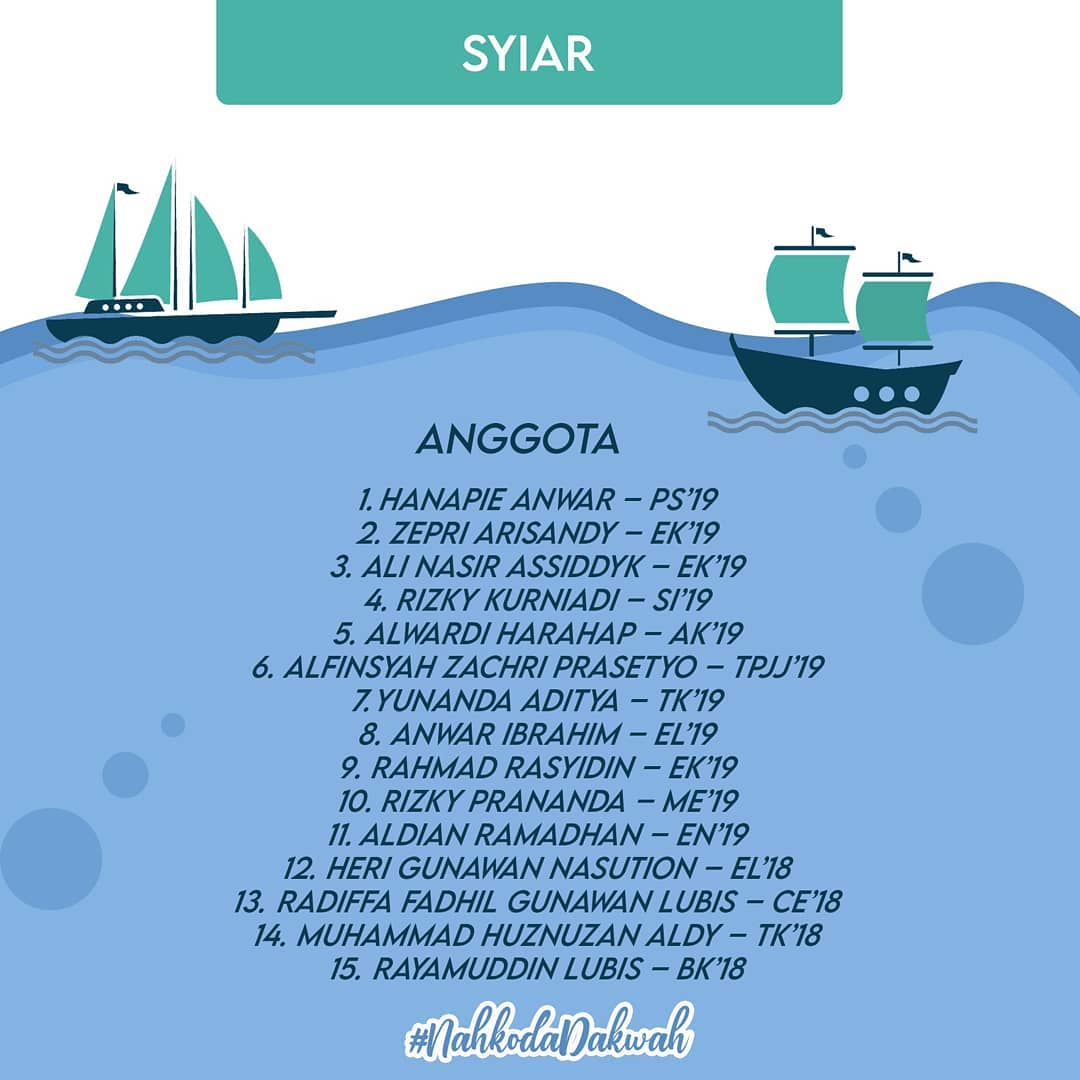 SYIAR
ANGGOTA
1. HANAPIE ANWAR – PS'19
2. ZEPRI ARISANDY – EK'19
3. ALI NASIR ASSIDDYK – EK'19
4. RIZKY KURNIADI – SI'19
5. ALWARDI HARAHAP – AK'19
6. ALFINSYAH ZACHRI PRASETYO – TPJJ'19
7. YUNANDA ADITYA – TK'19
8. ANWAR IBRAHIM – EL'19
9. RAHMAD RASYIDIN – EK'19
10. RIZKY PRANANDA – ME'19
11. ALDIAN RAMADHAN – EN'19
12. HERI GUNAWAN NASUTION – EL'18
13. RADIFFA FADHIL GUNAWAN LUBIS – CE'18
14. MUHAMMAD HUZNUZAN ALDY – TK'18
15. RAYAMUDDIN LUBIS – BK'18
#NahkodaDakwah